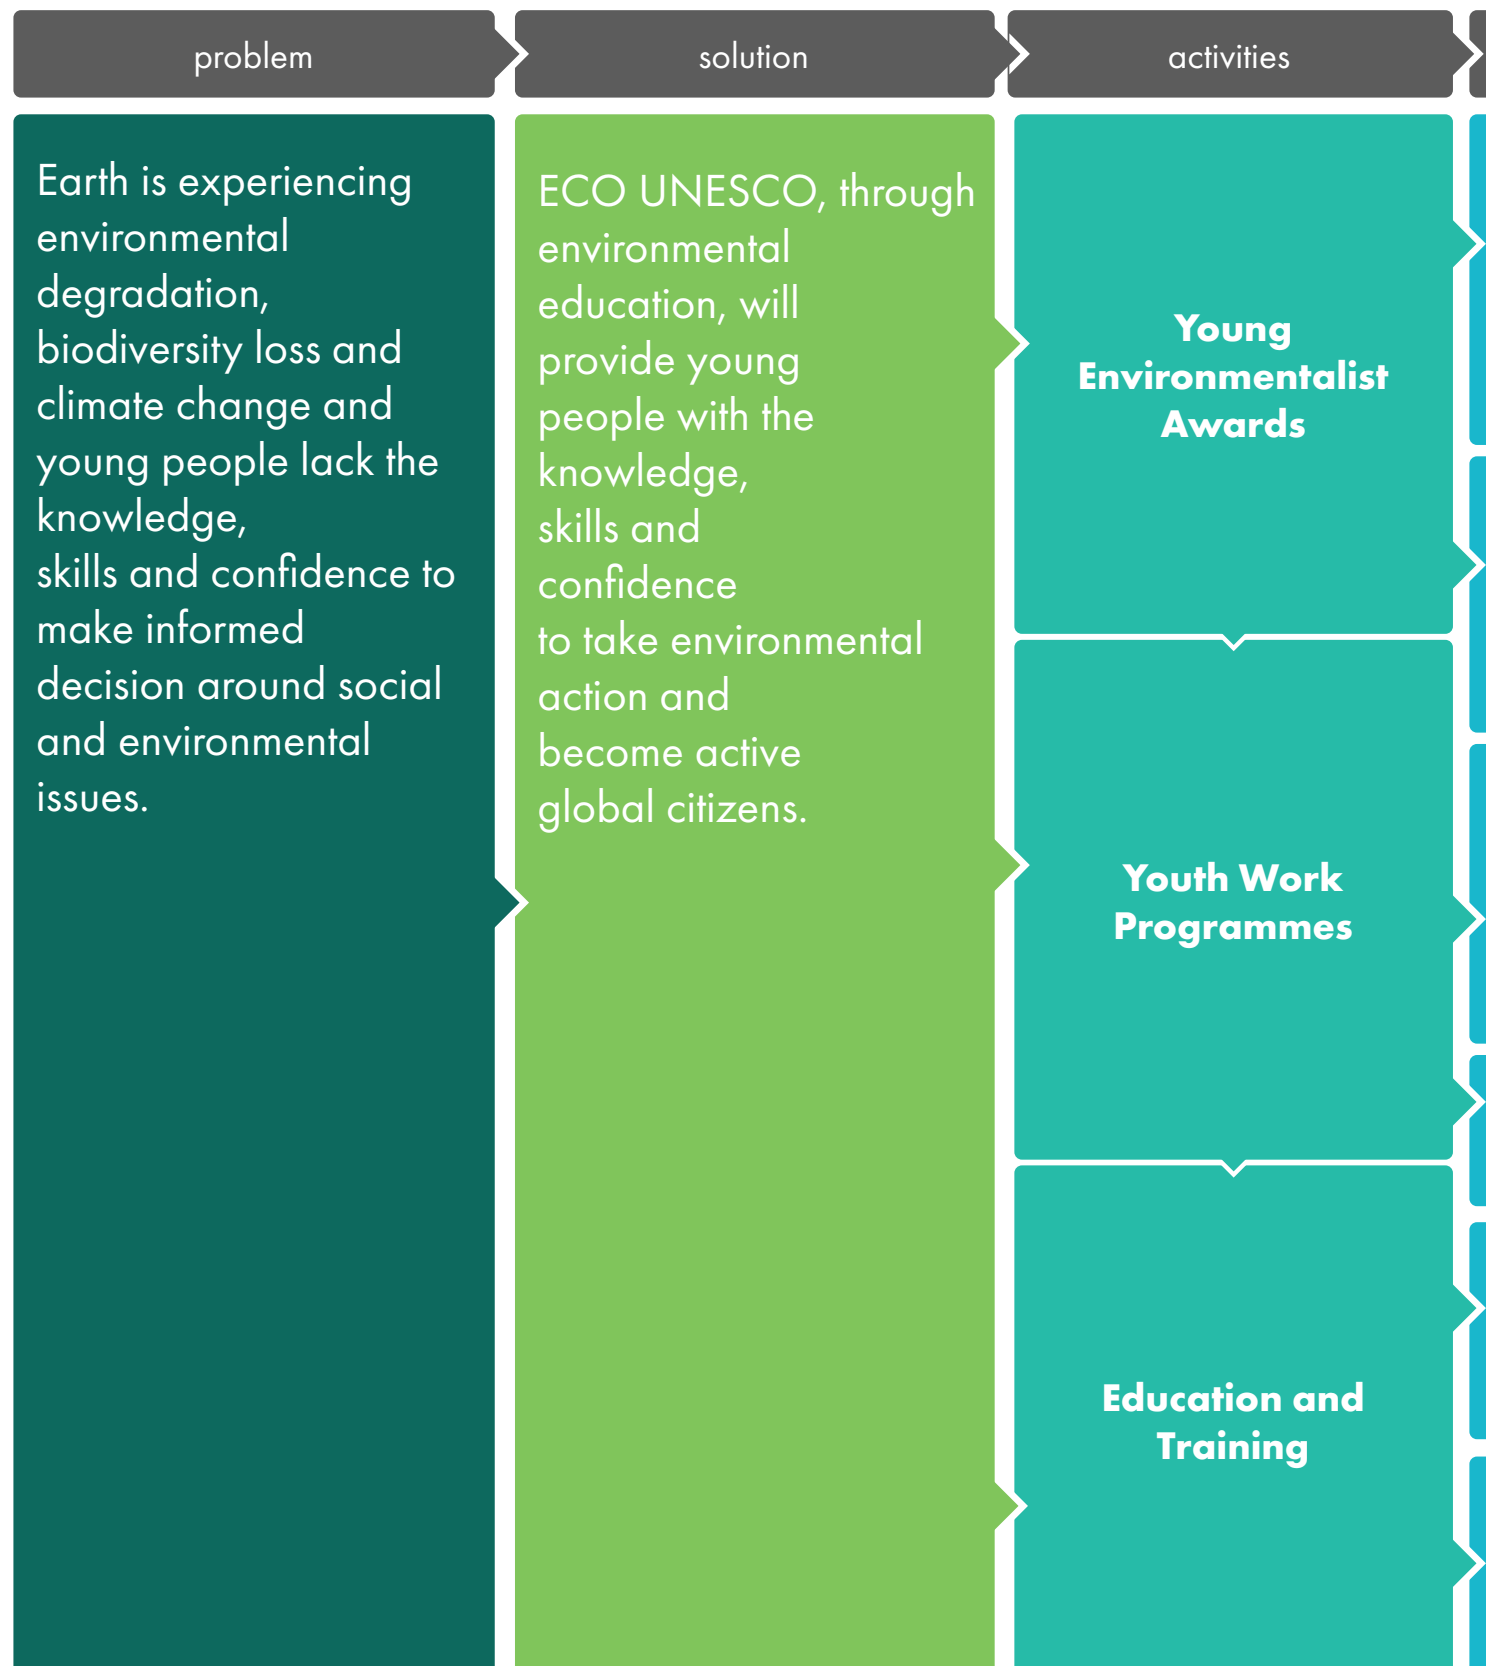 problem
solution
activities
Earth is experiencing
environmental
degradation,
biodiversity loss and
climate change and
young people lack the
knowledge,
skills and confidence to
make informed
decision around social
and environmental
issues.
ECO UNESCO, through
environmental
education, will
provide young
people with the
knowledge,
skills and
confidence
to take environmental
action and
become active
global citizens.
Young
Environmentalist
Awards
Youth Work
Programmes
Education and
Training